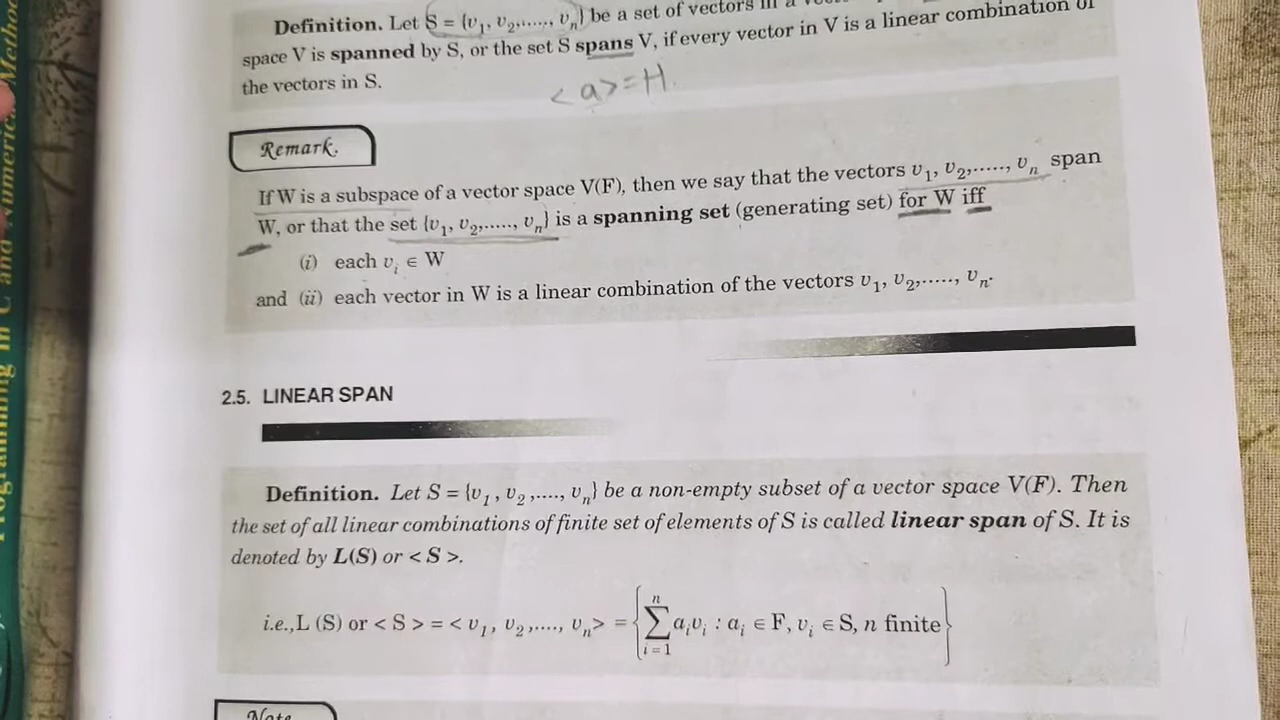 Definition. Let S = {v₁, v₂,....., vₙ} be a set of vectors in a
space V is spanned by S, or the set S spans V, if every vector in V is a linear combination of
the vectors in S.
< a > = H.
Remark.
If W is a subspace of a vector space V(F), then we say that the vectors v₁, v₂,....., vₙ span
W, or that the set {v₁, v₂,....., vₙ} is a spanning set (generating set) for W iff
(i) each vᵢ ∈ W
and (ii) each vector in W is a linear combination of the vectors v₁, v₂,....., vₙ.
2.5. LINEAR SPAN
Definition. Let S = {v₁, v₂,...., vₙ} be a non-empty subset of a vector space V(F). Then
the set of all linear combinations of finite set of elements of S is called linear span of S. It is
denoted by L(S) or < S >.
i.e., L (S) or < S > = < v₁, v₂,...., vₙ> = {∑ⁿᵢ₌₁ aᵢvᵢ : aᵢ ∈ F, vᵢ ∈ S, n finite}
Note
Programming in C and Numerical